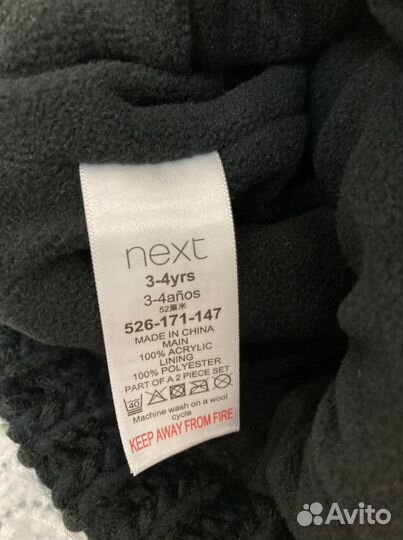 next
3-4yrs
3-4años
52厘米
526-171-147
MADE IN CHINA
MAIN
100% ACRYLIC
LINING
100% POLYESTER
PART OF A 2 PIECE SET
40
Machine wash on a wool
cycle
KEEP AWAY FROM FIRE
Avito